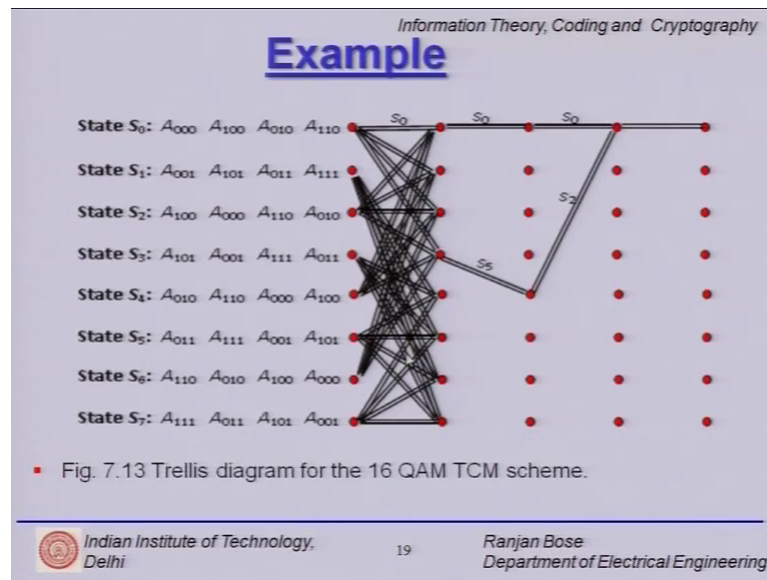 Information Theory, Coding and Cryptography
Example
State S₀: A₀₀₀ A₁₀₀ A₀₁₀ A₁₁₀
State S₁: A₀₀₁ A₁₀₁ A₀₁₁ A₁₁₁
State S₂: A₁₀₀ A₀₀₀ A₁₁₀ A₀₁₀
State S₃: A₁₀₁ A₀₀₁ A₁₁₁ A₀₁₁
State S₄: A₀₁₀ A₁₁₀ A₀₀₀ A₁₀₀
State S₅: A₀₁₁ A₁₁₁ A₀₀₁ A₁₀₁
State S₆: A₁₁₀ A₀₁₀ A₁₀₀ A₀₀₀
State S₇: A₁₁₁ A₀₁₁ A₁₀₁ A₀₀₁
S₀ S₀ S₀
S₂
S₅
▪ Fig. 7.13 Trellis diagram for the 16 QAM TCM scheme.
Indian Institute of Technology,
Delhi
19
Ranjan Bose
Department of Electrical Engineering